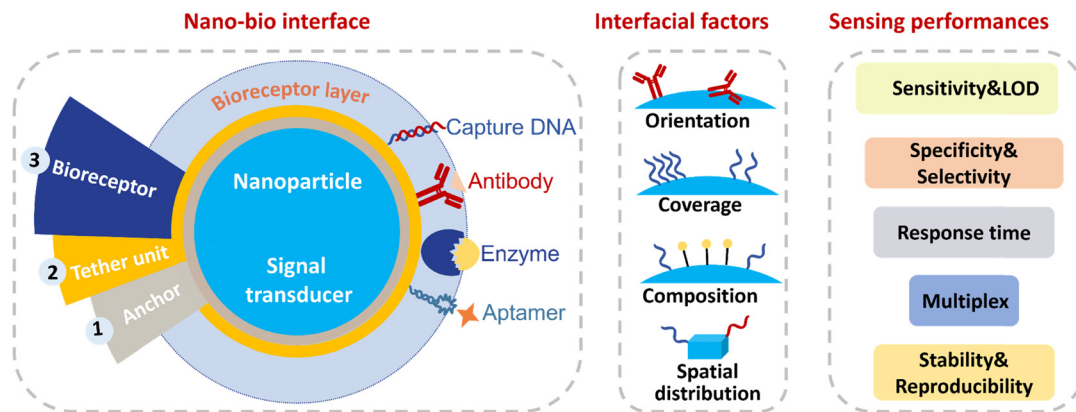 Nano-bio interface
Bioreceptor layer
3
Bioreceptor
2
Tether unit
1
Anchor
Nanoparticle
Signal
transducer
Capture DNA
Antibody
Enzyme
Aptamer
Interfacial factors
Orientation
Coverage
Composition
Spatial
distribution
Sensing performances
Sensitivity&LOD
Specificity&
Selectivity
Response time
Multiplex
Stability&
Reproducibility